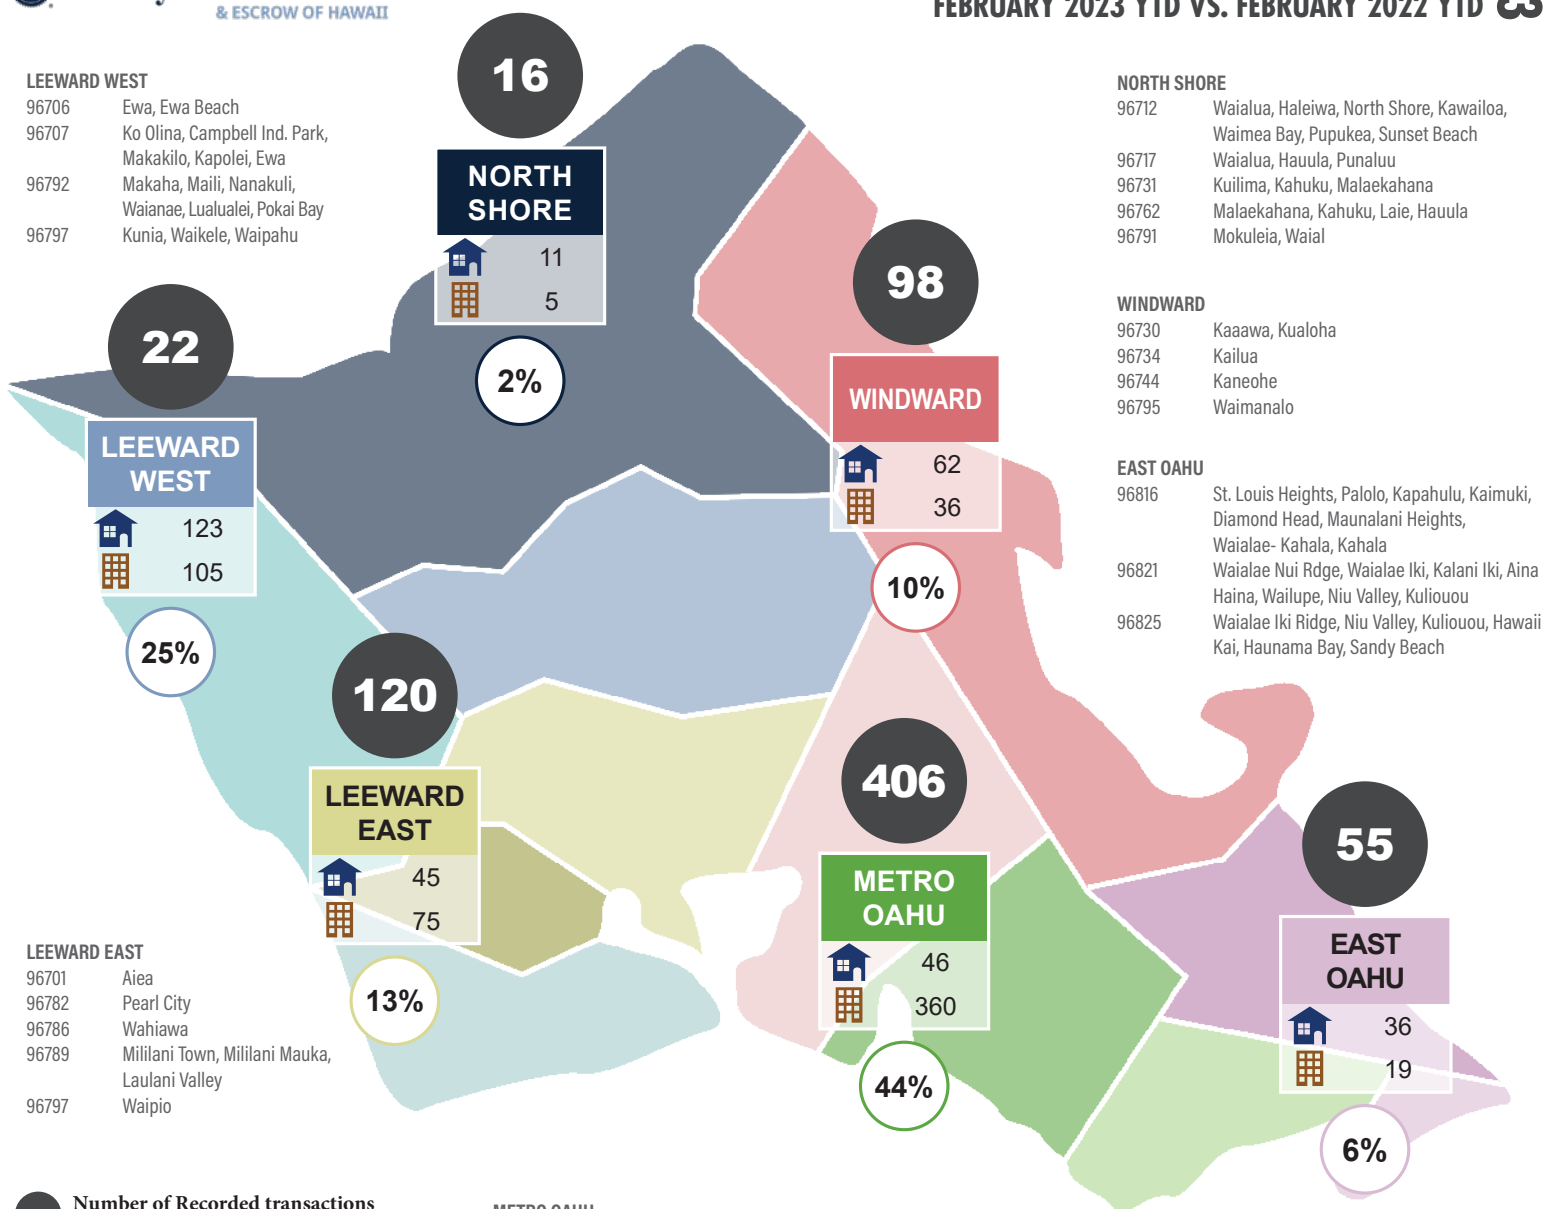 & ESCROW OF HAWAII
FEBRUARY 2023 YTD VS. FEBRUARY 2022 YTD
LEEWARD WEST
96706 Ewa, Ewa Beach
96707 Ko Olina, Campbell Ind. Park,
Makakilo, Kapolei, Ewa
96792 Makaha, Maili, Nanakuli,
Waianae, Lualualei, Pokai Bay
96797 Kunia, Waikele, Waipahu
16
NORTH
SHORE
11
5
2%
NORTH SHORE
96712 Waialua, Haleiwa, North Shore, Kawailoa,
Waimea Bay, Pupukea, Sunset Beach
96717 Waialua, Hauula, Punaluu
96731 Kuilima, Kahuku, Malaekahana
96762 Malaekahana, Kahuku, Laie, Hauula
96791 Mokuleia, Waial
98
WINDWARD
62
36
10%
WINDWARD
96730 Kaaawa, Kualoha
96734 Kailua
96744 Kaneohe
96795 Waimanalo
22
LEEWARD
WEST
123
105
25%
EAST OAHU
96816 St. Louis Heights, Palolo, Kapahulu, Kaimuki,
Diamond Head, Maunalani Heights,
Waialae- Kahala, Kahala
96821 Waialae Nui Rdge, Waialae Iki, Kalani Iki, Aina
Haina, Wailupe, Niu Valley, Kuliouou
96825 Waialae Iki Ridge, Niu Valley, Kuliouou, Hawaii
Kai, Haunama Bay, Sandy Beach
120
LEEWARD
EAST
45
75
13%
406
METRO
OAHU
46
360
44%
55
EAST
OAHU
36
19
6%
LEEWARD EAST
96701 Aiea
96782 Pearl City
96786 Wahiawa
96789 Mililani Town, Mililani Mauka,
Laulani Valley
96797 Waipio
Number of Recorded transactions
METRO OAHU